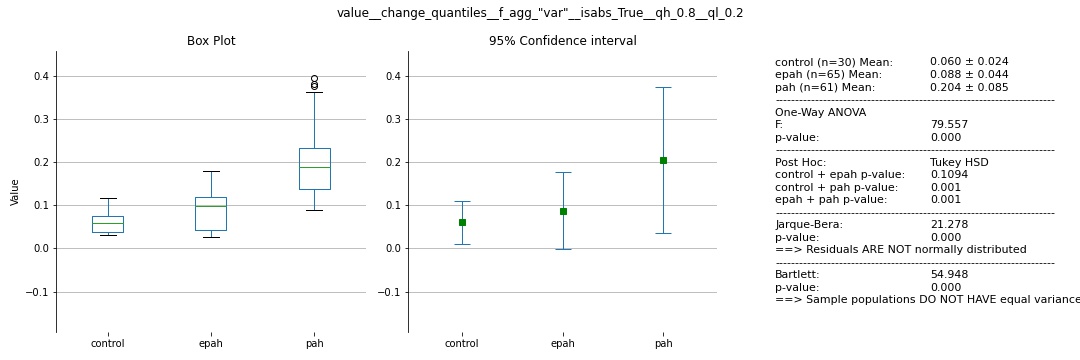 value__change_quantiles__f_agg_"var"__isabs_True__qh_0.8__ql_0.2
Box Plot
Value
0.4
0.3
0.2
0.1
0.0
−0.1
control epah pah
95% Confidence interval
0.4
0.3
0.2
0.1
0.0
−0.1
control epah pah
control (n=30) Mean: 0.060 ± 0.024
epah (n=65) Mean: 0.088 ± 0.044
pah (n=61) Mean: 0.204 ± 0.085
One-Way ANOVA
F: 79.557
p-value: 0.000
Post Hoc: Tukey HSD
control + epah p-value: 0.1094
control + pah p-value: 0.001
epah + pah p-value: 0.001
Jarque-Bera: 21.278
p-value: 0.000
==> Residuals ARE NOT normally distributed
Bartlett: 54.948
p-value: 0.000
==> Sample populations DO NOT HAVE equal variance